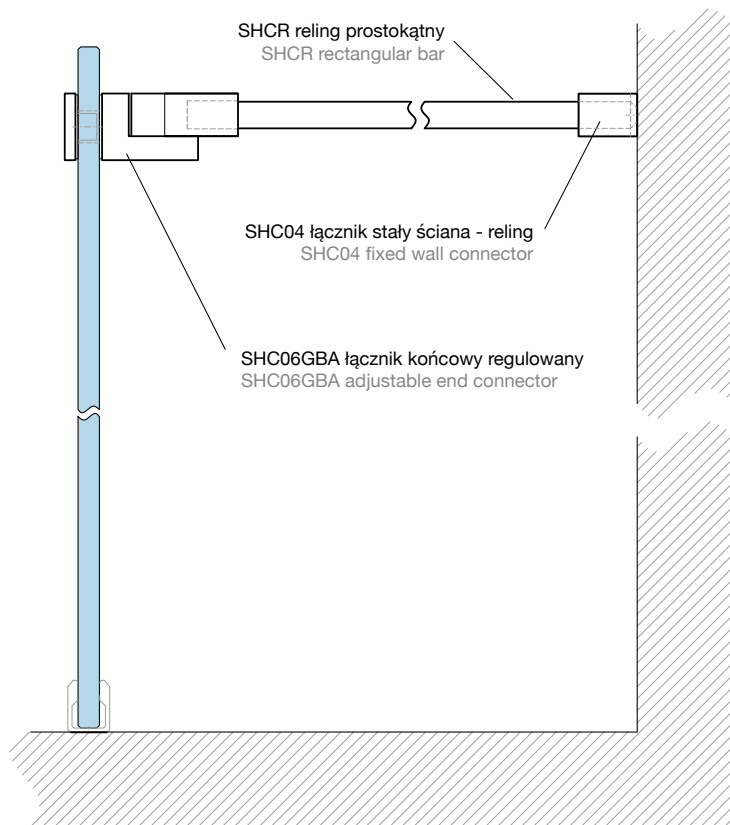 SHCR reling prostokątny
SHCR rectangular bar
SHC04 łącznik stały ściana - reling
SHC04 fixed wall connector
SHC06GBA łącznik końcowy regulowany
SHC06GBA adjustable end connector